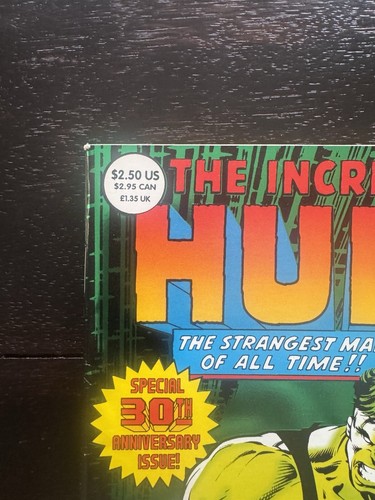 $2.50 US
$2.95 CAN
£1.35 UK
THE INCRE
HUL
THE STRANGEST MA
OF ALL TIME!!
SPECIAL
30TH
ANNIVERSARY
ISSUE!